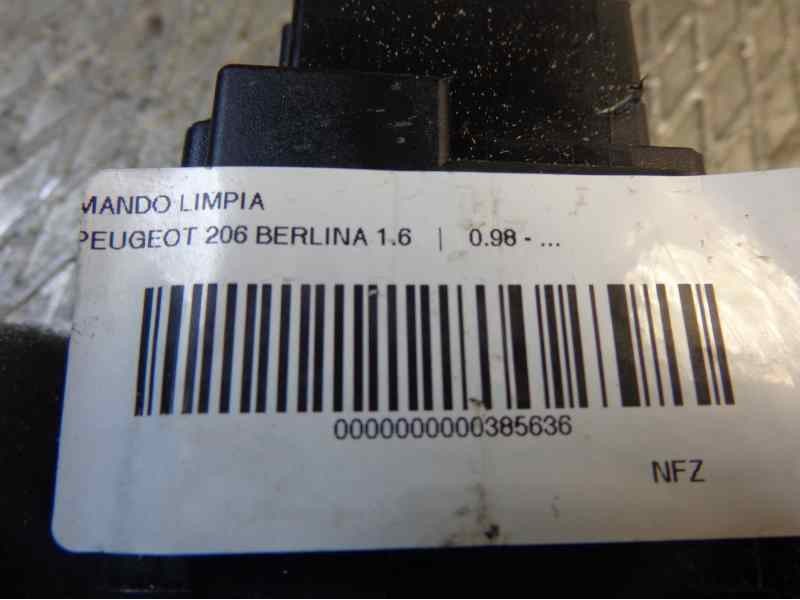 MANDO LIMPIA
PEUGEOT 206 BERLINA 1.6 | 0.98 - ...
0000000000385636
NFZ